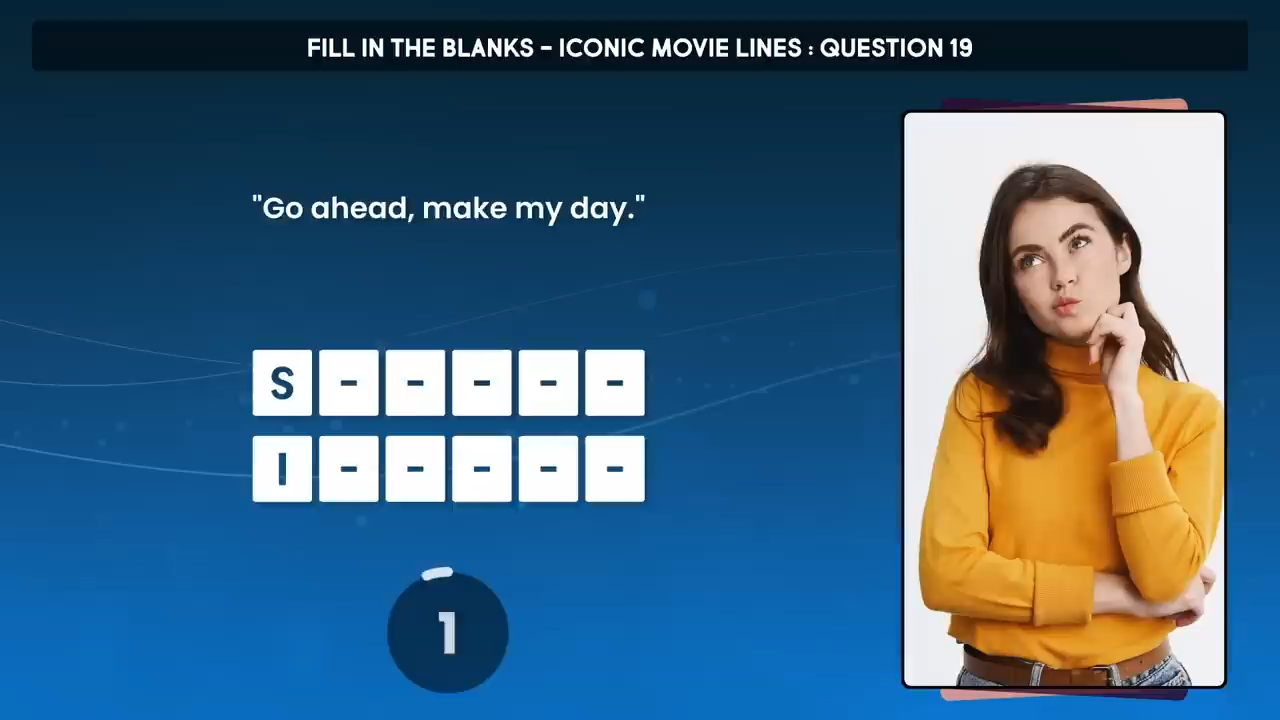 FILL IN THE BLANKS - ICONIC MOVIE LINES : QUESTION 19
"Go ahead, make my day."
S - - - - -
I - - - - -
1